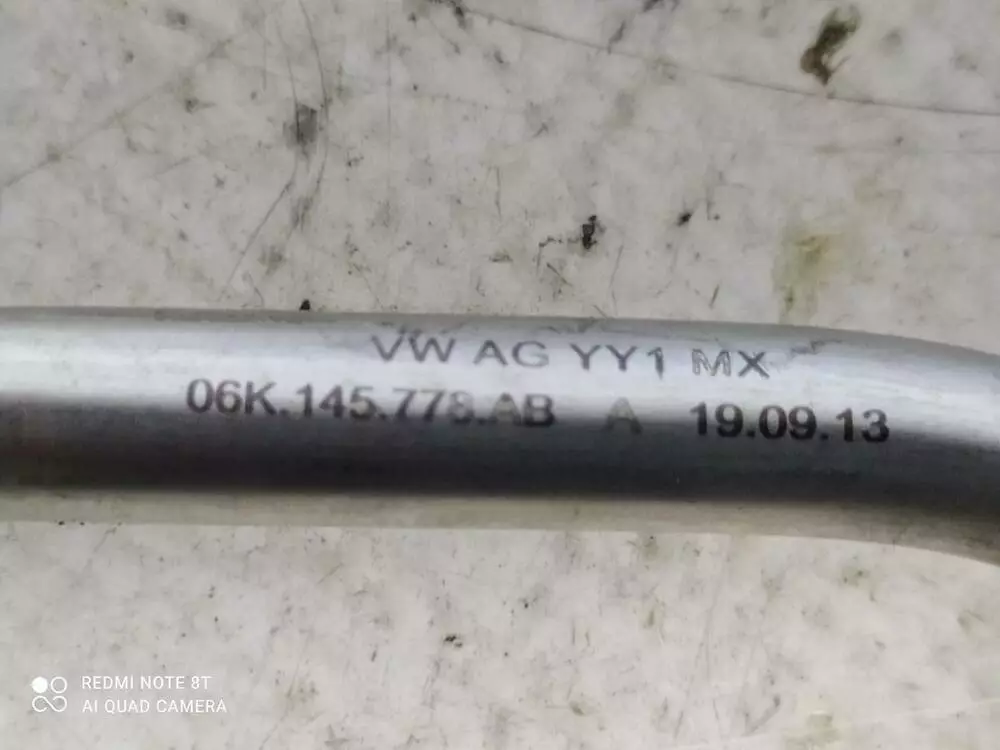 VW AG YY1 MX
06K.145.778.AB A 19.09.13
REDMI NOTE 8T
AI QUAD CAMERA